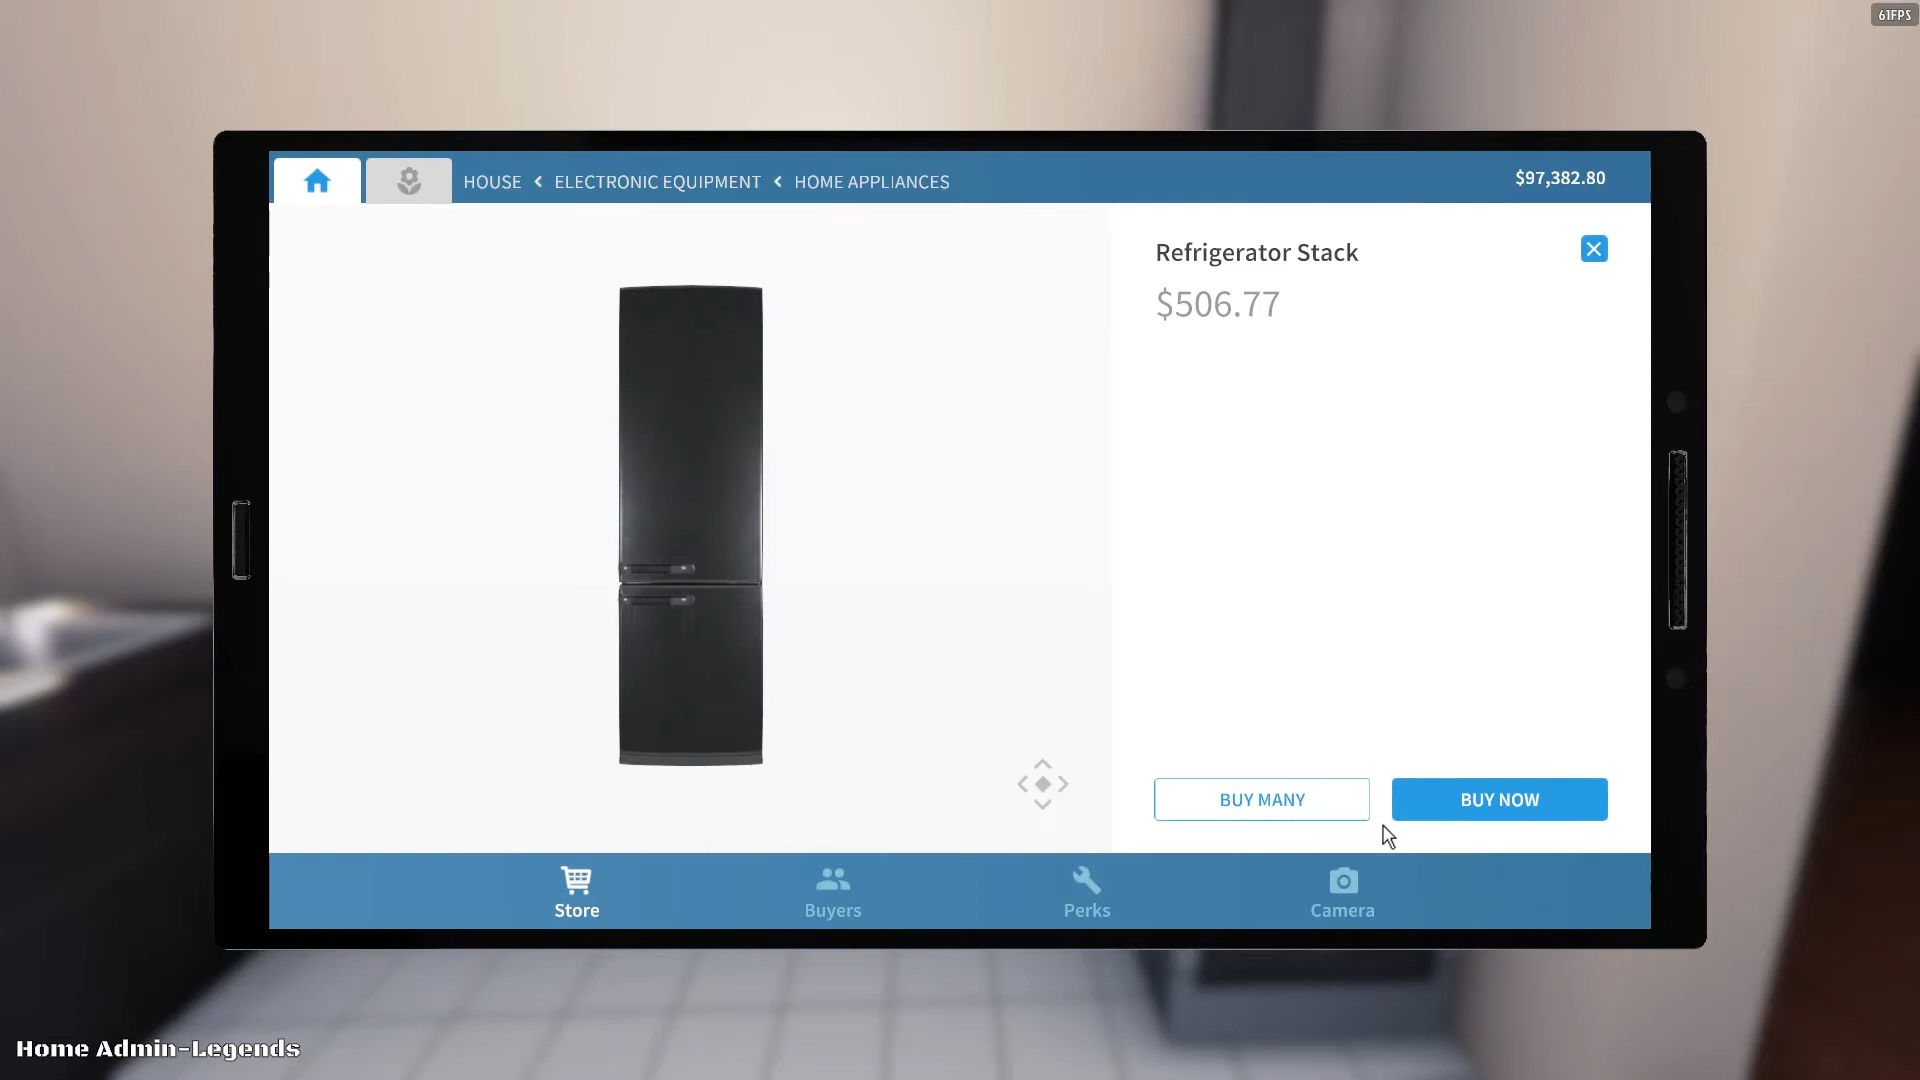 61FPS
HOUSE < ELECTRONIC EQUIPMENT < HOME APPLIANCES
$97,382.80
Refrigerator Stack
$506.77
BUY MANY
BUY NOW
Store
Buyers
Perks
Camera
Home Admin-Legends